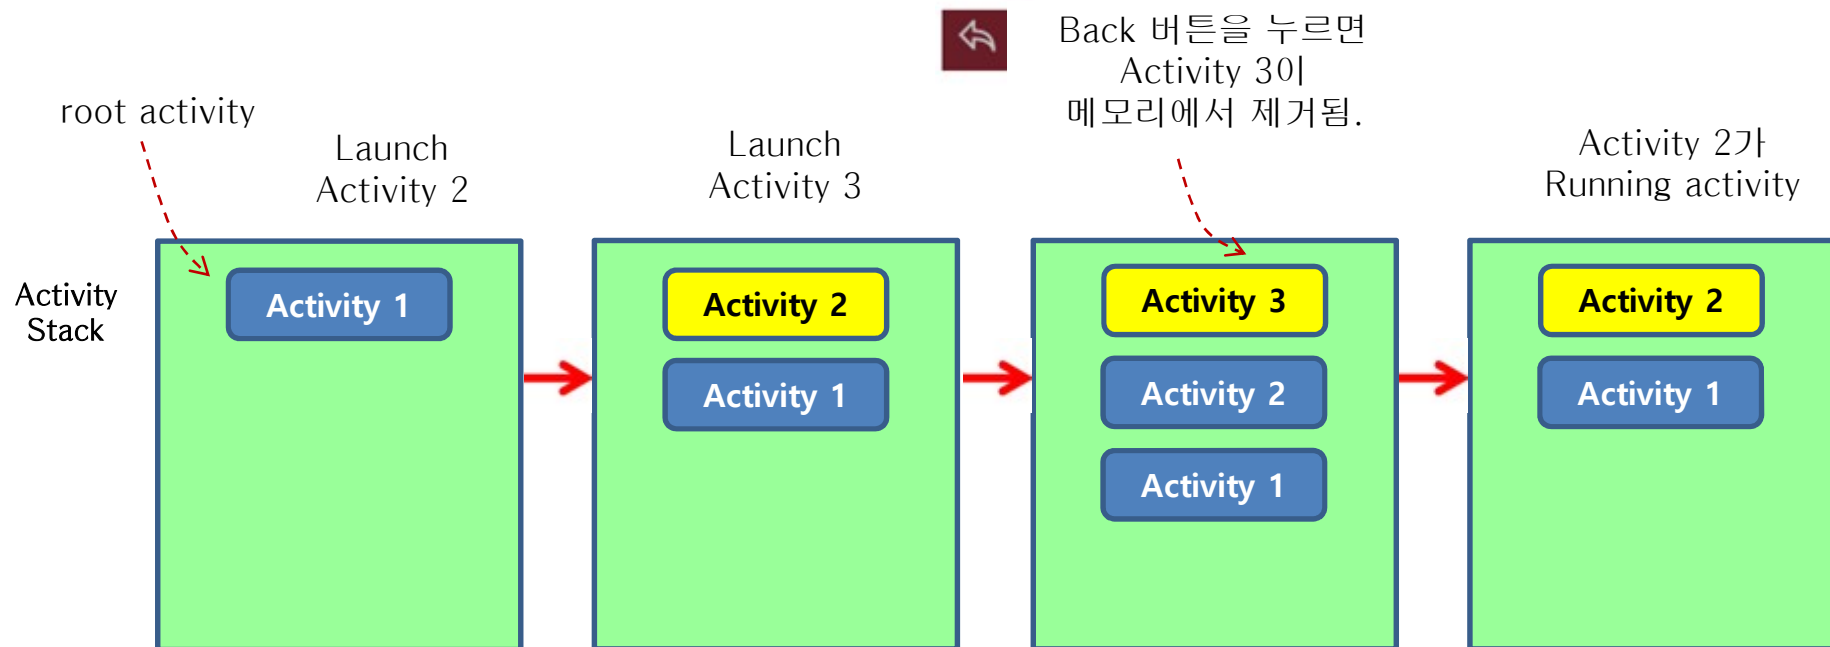 Back 버튼을 누르면
Activity 3이
메모리에서 제거됨.
root activity
Launch
Activity 2
Launch
Activity 3
Activity 2가
Running activity
Activity
Stack
Activity 1
Activity 2
Activity 1
Activity 3
Activity 2
Activity 1
Activity 2
Activity 1